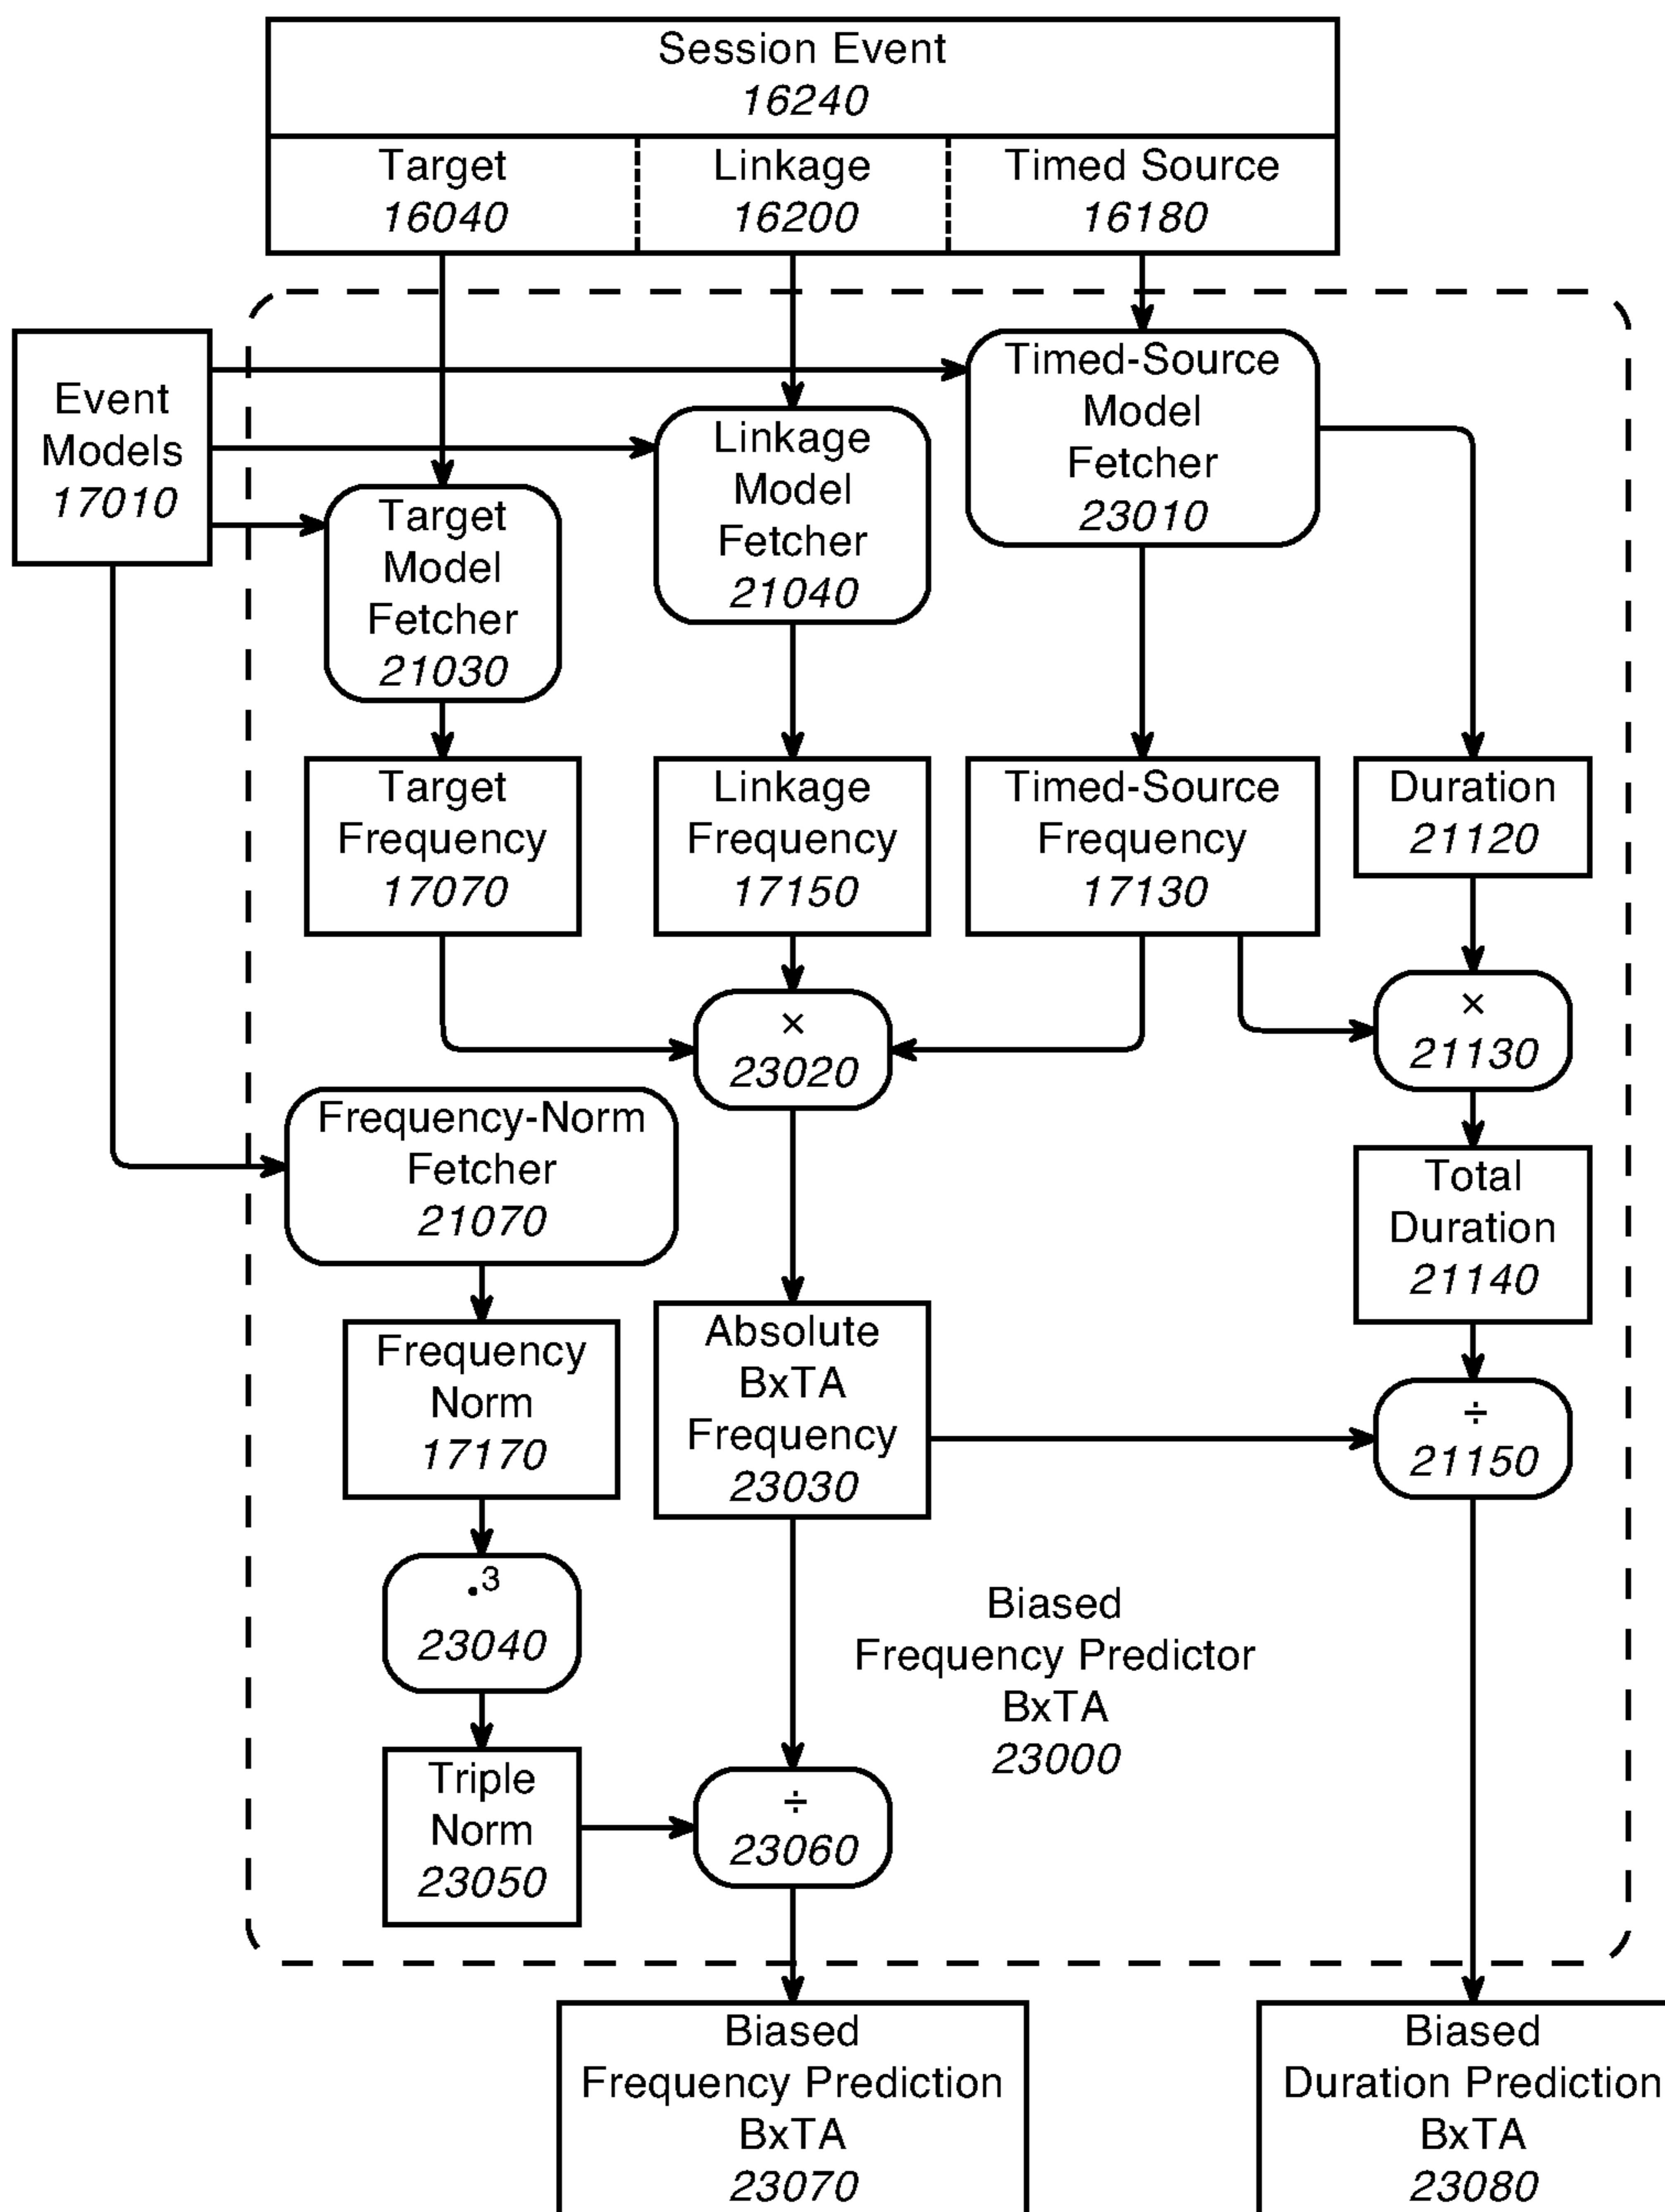 Session Event
16240
Target
16040
Linkage
16200
Timed Source
16180
Event
Models
17010
Timed-Source
Model
Fetcher
23010
Linkage
Model
Fetcher
21040
Target
Model
Fetcher
21030
Target
Frequency
17070
Linkage
Frequency
17150
Timed-Source
Frequency
17130
Duration
21120
×
23020
×
21130
Frequency-Norm
Fetcher
21070
Total
Duration
21140
Frequency
Norm
17170
Absolute
BxTA
Frequency
23030
÷
21150
.3
23040
Biased
Frequency Predictor
BxTA
23000
Triple
Norm
23050
÷
23060
Biased
Frequency Prediction
BxTA
23070
Biased
Duration Prediction
BxTA
23080